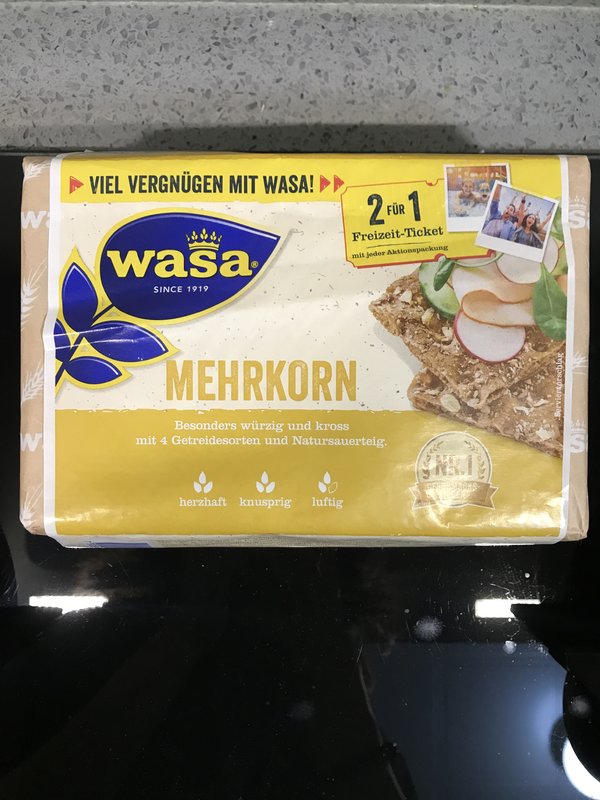 VIEL VERGNÜGEN MIT WASA!
2 FÜR 1
Freizeit-Ticket
mit jeder Aktionspackung
wasa®
SINCE 1919
MEHRKORN
Besonders würzig und kross
mit 4 Getreidesorten und Natursauerteig.
herzhaft knusprig luftig
NR.1
Serviervorschlag